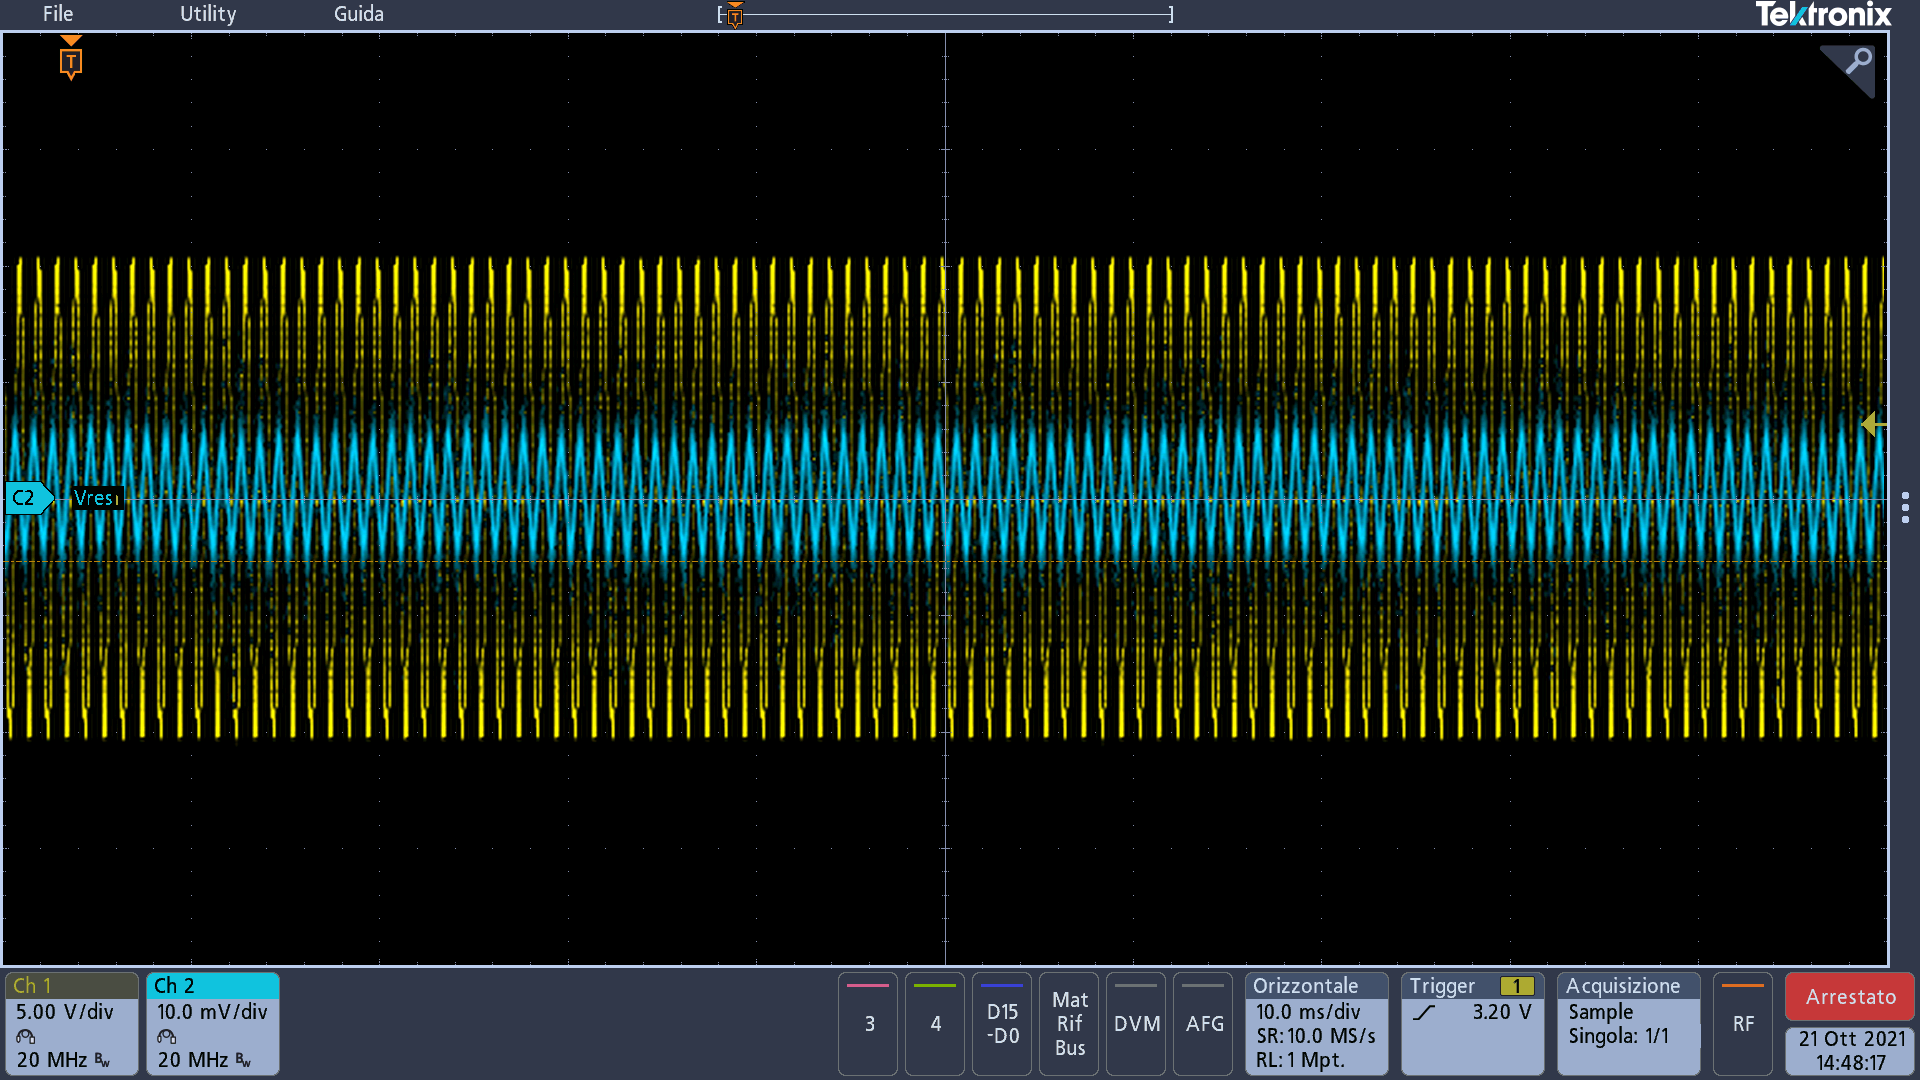 File Utility Guida
T
Tektronix
T
C2 Vres
Ch 1
5.00 V/div
20 MHz Bw
Ch 2
10.0 mV/div
20 MHz Bw
3
4
D15
-D0
Mat
Rif
Bus
DVM
AFG
Orizzontale
10.0 ms/div
SR: 10.0 MS/s
RL: 1 Mpt.
Trigger 1
3.20 V
Acquisizione
Sample
Singola: 1/1
RF
Arrestato
21 Ott 2021
14:48:17